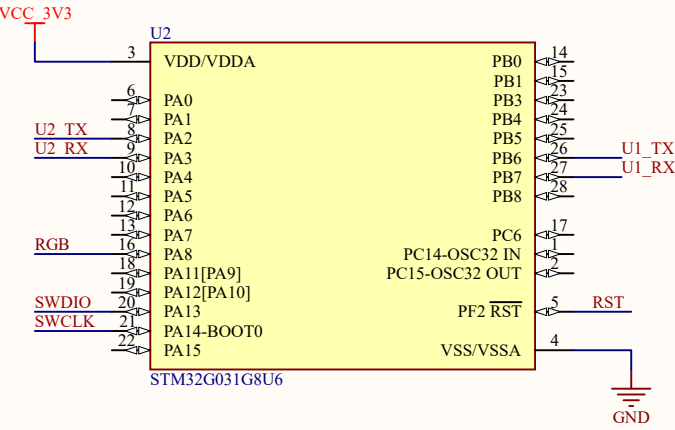 VCC_3V3
U2
3 VDD/VDDA
PB0 14
PB1 15
6 PA0
PB3 23
7 PA1
PB4 24
U2_TX 8 PA2
PB5 25
U2_RX 9 PA3
PB6 26 U1_TX
10 PA4
PB7 27 U1_RX
11 PA5
PB8 28
12 PA6
13 PA7
PC6 17
RGB 16 PA8
PC14-OSC32 IN 1
18 PA11[PA9]
PC15-OSC32 OUT 2
19 PA12[PA10]
SWDIO 20 PA13
PF2 RST 5 RST
SWCLK 21 PA14-BOOT0
22 PA15
VSS/VSSA 4
STM32G031G8U6
GND